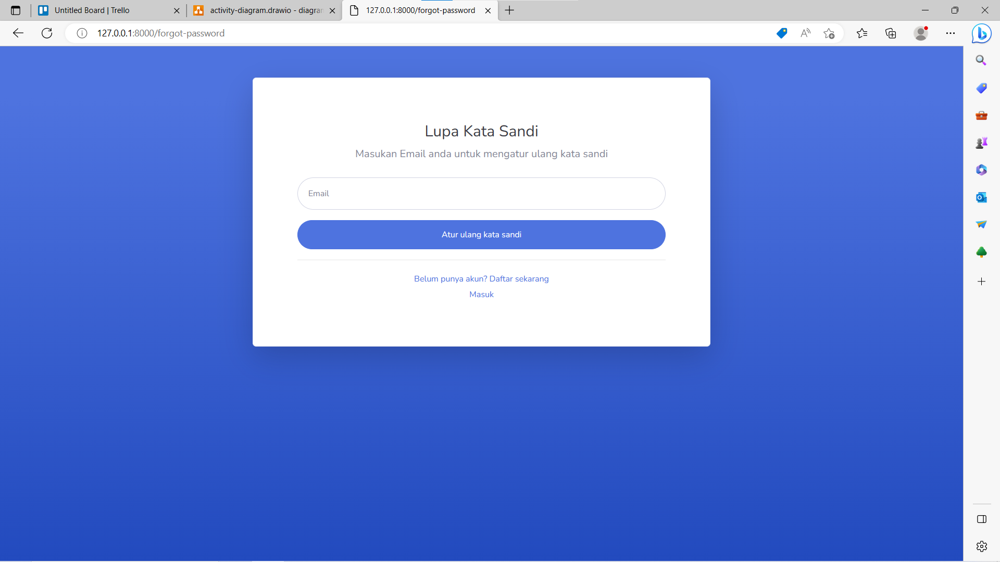 Untitled Board | Trello
activity-diagram.drawio - diagran
127.0.0.1:8000/forgot-password
127.0.0.1:8000/forgot-password
Lupa Kata Sandi
Masukan Email anda untuk mengatur ulang kata sandi
Email
Atur ulang kata sandi
Belum punya akun? Daftar sekarang
Masuk